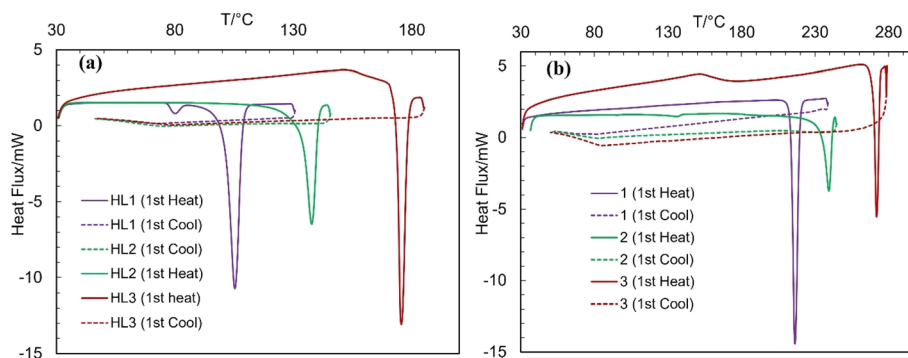 T/°C
30 80 130 180
(a)
5
0
-5
-10
-15
Heat Flux/mW
HL1 (1st Heat)
HL1 (1st Cool)
HL2 (1st Cool)
HL2 (1st Heat)
HL3 (1st heat)
HL3 (1st Cool)
T/°C
30 80 130 180 230 280
(b)
5
0
-5
-10
-15
Heat Flux/mW
1 (1st Heat)
1 (1st Cool)
2 (1st Heat)
2 (1st Cool)
3 (1st Heat)
3 (1st Cool)